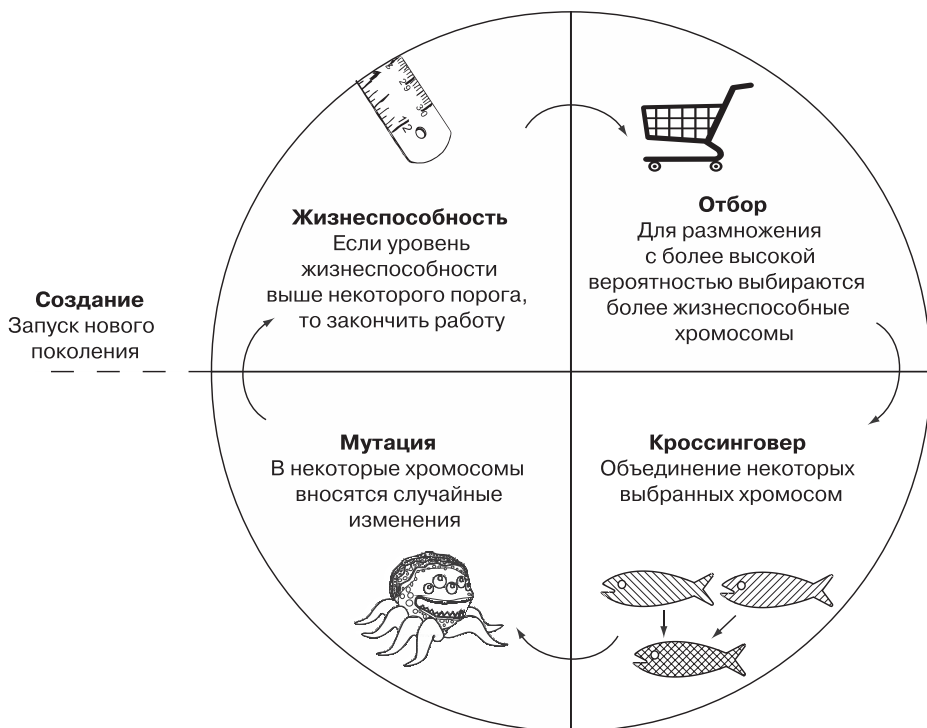 Жизнеспособность
Если уровень
жизнеспособности
выше некоторого порога,
то закончить работу
Отбор
Для размножения
с более высокой
вероятностью выбираются
более жизнеспособные
хромосомы
Создание
Запуск нового
поколения
Мутация
В некоторые хромосомы
вносятся случайные
изменения
Кроссинговер
Объединение некоторых
выбранных хромосом